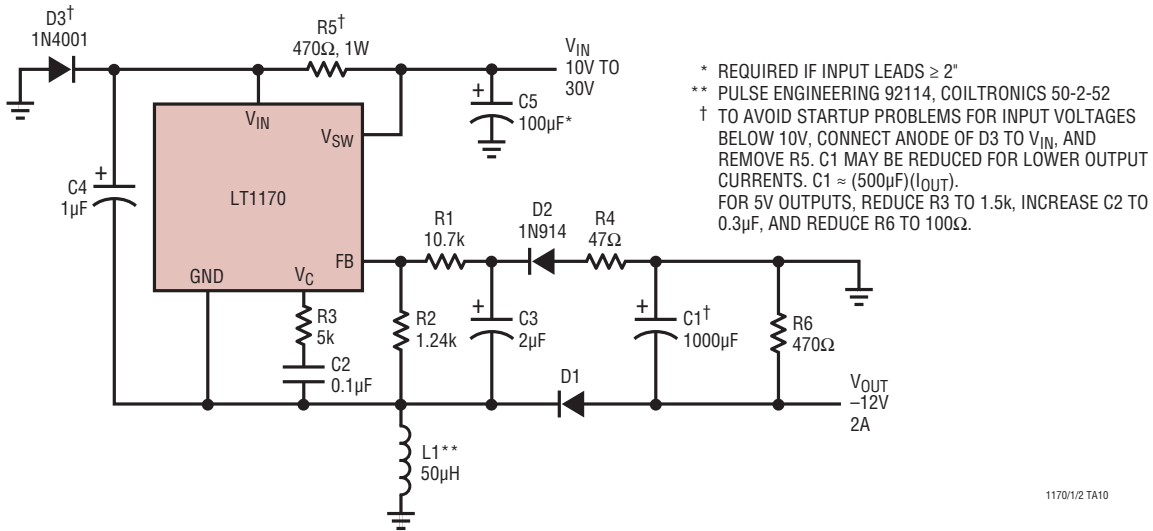 D3†
1N4001
R5†
470Ω, 1W
VIN
10V TO
30V
+
C5
100µF*
VIN
VSW
LT1170
C4
+
1µF
GND
VC
FB
R1
10.7k
D2
1N914
R4
47Ω
R3
5k
C2
0.1µF
R2
1.24k
+
C3
2µF
+
C1†
1000µF
R6
470Ω
D1
VOUT
–12V
2A
L1**
50µH
* REQUIRED IF INPUT LEADS ≥ 2"
** PULSE ENGINEERING 92114, COILTRONICS 50-2-52
† TO AVOID STARTUP PROBLEMS FOR INPUT VOLTAGES
BELOW 10V, CONNECT ANODE OF D3 TO VIN, AND
REMOVE R5. C1 MAY BE REDUCED FOR LOWER OUTPUT
CURRENTS. C1 ≈ (500µF)(IOUT).
FOR 5V OUTPUTS, REDUCE R3 TO 1.5k, INCREASE C2 TO
0.3µF, AND REDUCE R6 TO 100Ω.
1170/1/2 TA10